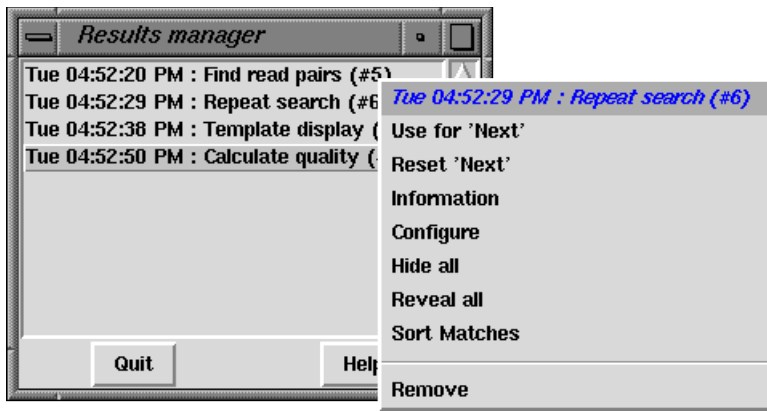 Results manager
Tue 04:52:20 PM : Find read pairs (#5)
Tue 04:52:29 PM : Repeat search (#6
Tue 04:52:38 PM : Template display (
Tue 04:52:50 PM : Calculate quality (
Quit
Help
Tue 04:52:29 PM : Repeat search (#6)
Use for 'Next'
Reset 'Next'
Information
Configure
Hide all
Reveal all
Sort Matches
Remove